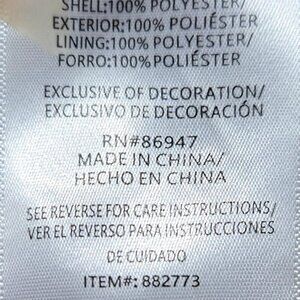 SHELL:100% POLYESTER/
EXTERIOR:100% POLIÉSTER
LINING:100% POLYESTER/
FORRO:100% POLIÉSTER
EXCLUSIVE OF DECORATION/
EXCLUSIVO DE DECORACIÓN
RN#86947
MADE IN CHINA/
HECHO EN CHINA
SEE REVERSE FOR CARE INSTRUCTIONS/
VER EL REVERSO PARA INSTRUCCIONES
DE CUIDADO
ITEM#: 882773